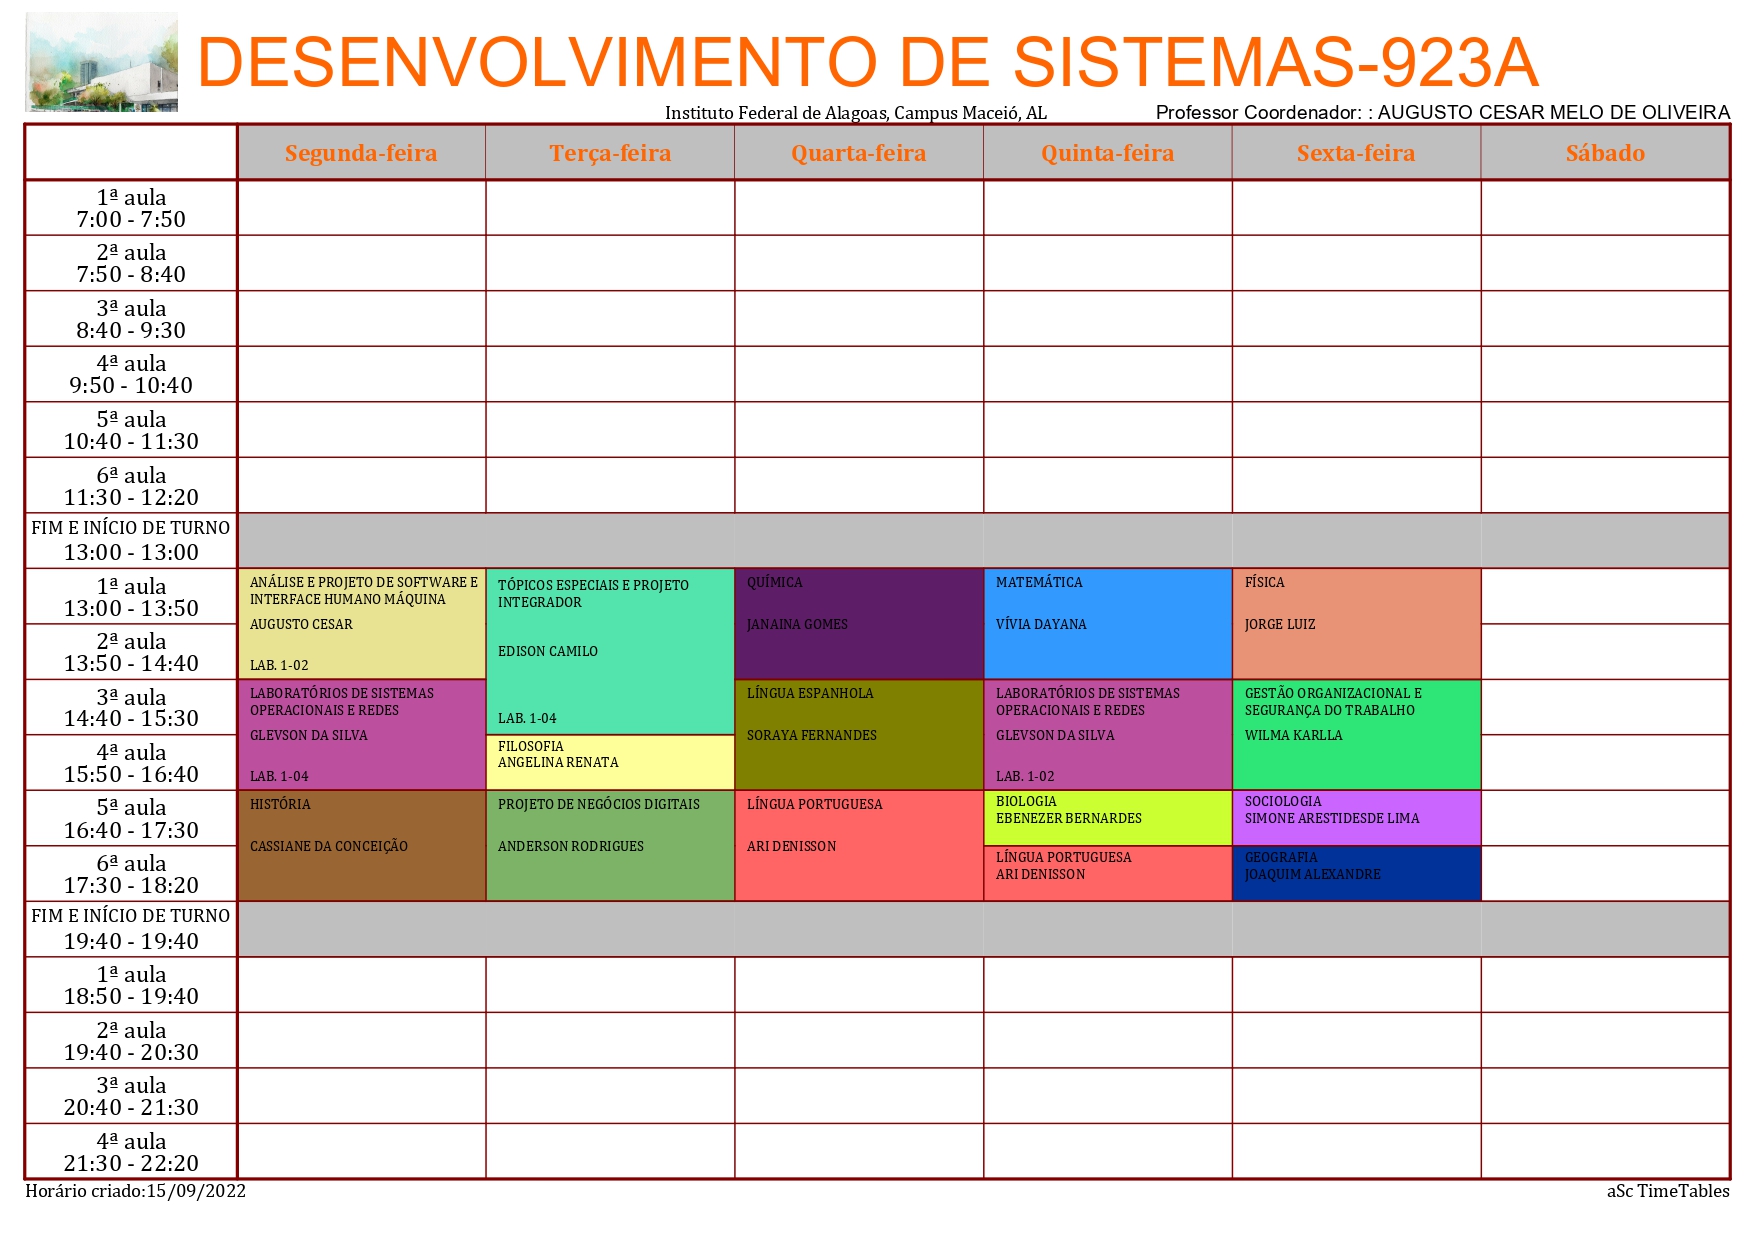 DESENVOLVIMENTO DE SISTEMAS-923A
Instituto Federal de Alagoas, Campus Maceió, AL
Professor Coordenador: : AUGUSTO CESAR MELO DE OLIVEIRA
Segunda-feira
Terça-feira
Quarta-feira
Quinta-feira
Sexta-feira
Sábado
1ª aula
7:00 - 7:50
2ª aula
7:50 - 8:40
3ª aula
8:40 - 9:30
4ª aula
9:50 - 10:40
5ª aula
10:40 - 11:30
6ª aula
11:30 - 12:20
FIM E INÍCIO DE TURNO
13:00 - 13:00
1ª aula
13:00 - 13:50
2ª aula
13:50 - 14:40
ANÁLISE E PROJETO DE SOFTWARE E
INTERFACE HUMANO MÁQUINA
AUGUSTO CESAR
LAB. 1-02
TÓPICOS ESPECIAIS E PROJETO
INTEGRADOR
EDISON CAMILO
LAB. 1-04
QUÍMICA
JANAINA GOMES
MATEMÁTICA
VÍVIA DAYANA
FÍSICA
JORGE LUIZ
3ª aula
14:40 - 15:30
4ª aula
15:50 - 16:40
LABORATÓRIOS DE SISTEMAS
OPERACIONAIS E REDES
GLEVSON DA SILVA
LAB. 1-04
FILOSOFIA
ANGELINA RENATA
LÍNGUA ESPANHOLA
SORAYA FERNANDES
LABORATÓRIOS DE SISTEMAS
OPERACIONAIS E REDES
GLEVSON DA SILVA
LAB. 1-02
GESTÃO ORGANIZACIONAL E
SEGURANÇA DO TRABALHO
WILMA KARLLA
5ª aula
16:40 - 17:30
6ª aula
17:30 - 18:20
HISTÓRIA
CASSIANE DA CONCEIÇÃO
PROJETO DE NEGÓCIOS DIGITAIS
ANDERSON RODRIGUES
LÍNGUA PORTUGUESA
ARI DENISSON
BIOLOGIA
EBENEZER BERNARDES
LÍNGUA PORTUGUESA
ARI DENISSON
SOCIOLOGIA
SIMONE ARESTIDESDE LIMA
GEOGRAFIA
JOAQUIM ALEXANDRE
FIM E INÍCIO DE TURNO
19:40 - 19:40
1ª aula
18:50 - 19:40
2ª aula
19:40 - 20:30
3ª aula
20:40 - 21:30
4ª aula
21:30 - 22:20
Horário criado:15/09/2022
aSc TimeTables